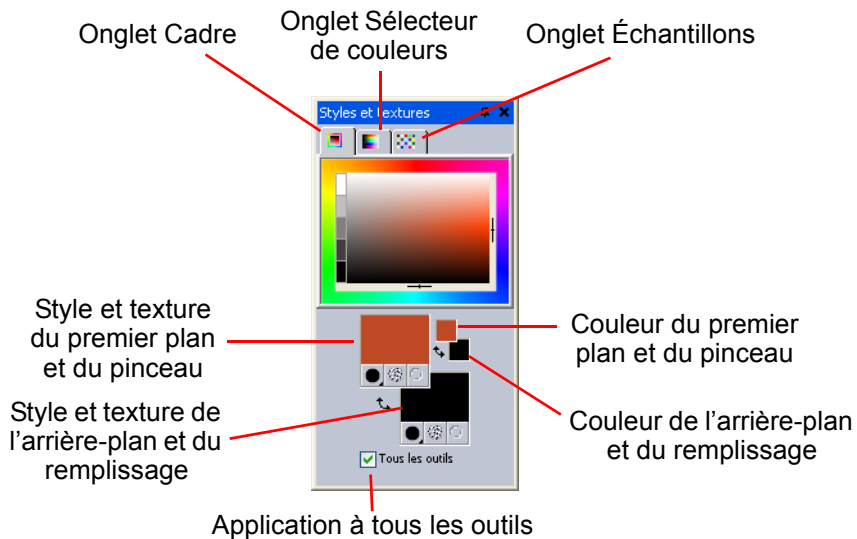 Onglet Cadre
Onglet Sélecteur
de couleurs
Onglet Échantillons
Styles et textures
Style et texture
du premier plan
et du pinceau
Couleur du premier
plan et du pinceau
Style et texture de
l’arrière-plan et du
remplissage
Couleur de l’arrière-plan
et du remplissage
Tous les outils
Application à tous les outils